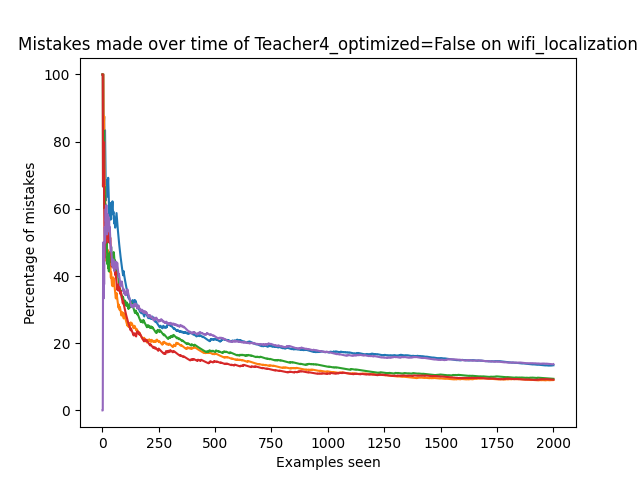 Mistakes made over time of Teacher4_optimized=False on wifi_localization
Percentage of mistakes
100
80
60
40
20
0
0 250 500 750 1000 1250 1500 1750 2000
Examples seen